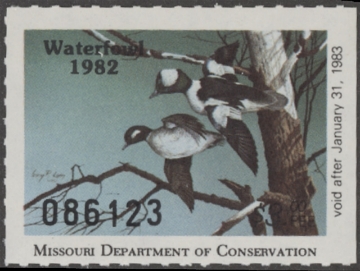 Waterfowl
1982
void after January 31, 1983
086123
MISSOURI DEPARTMENT OF CONSERVATION